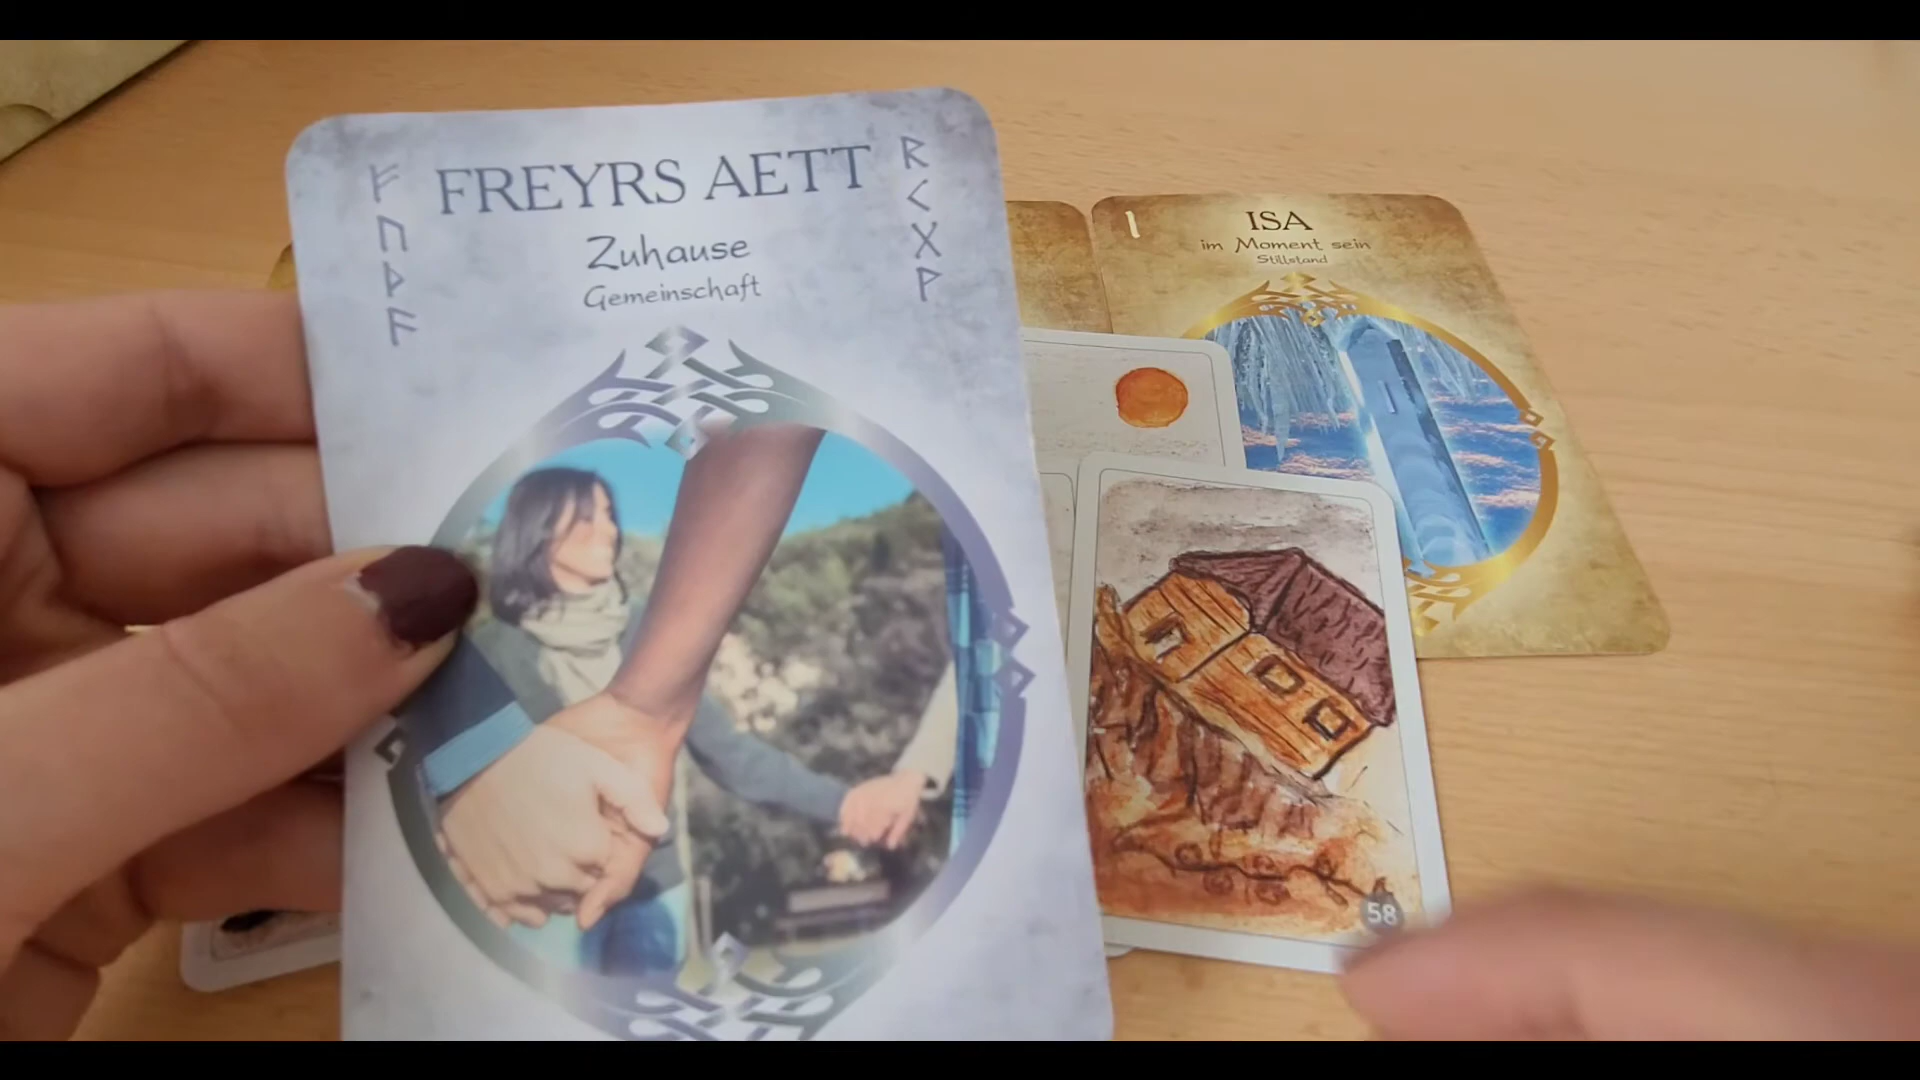 FREYRS AETT
Zuhause
Gemeinschaft
ᚠ
ᚢ
ᚦ
ᚨ
ᚱ
ᚲ
ᚷ
ᚹ
ᛁ
ISA
im Moment sein
Stillstand
58